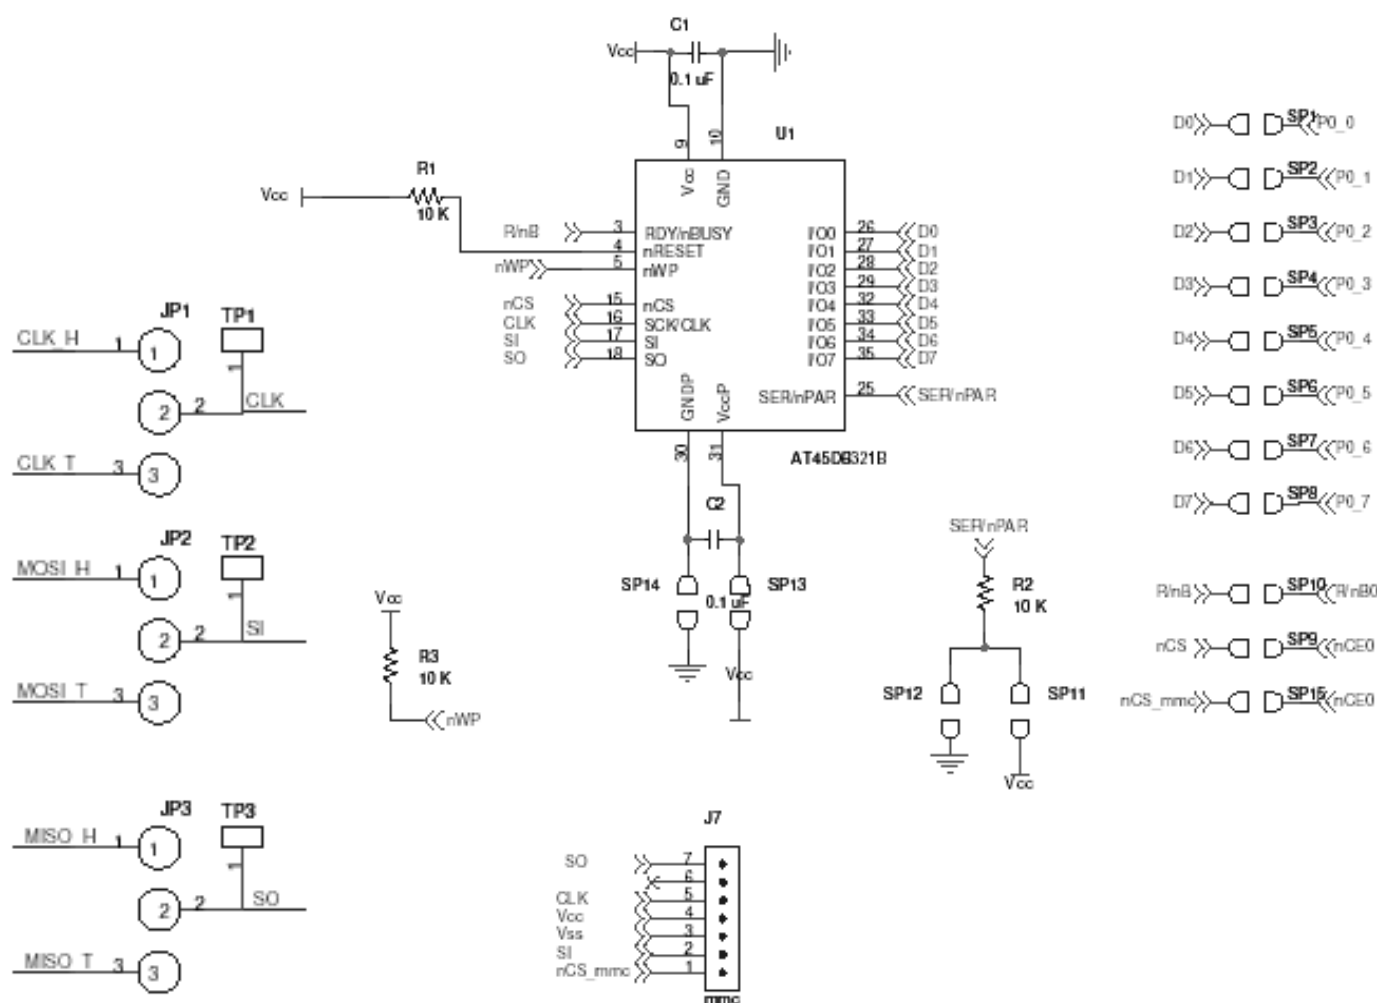 C1
Vcc
0.1 uF
9
10
U1
Vcc
GND
R1
Vcc
10 K
R/nB
3
RDY/nBUSY
4
nRESET
nWP
5
nWP
nCS
15
nCS
CLK
16
SCK/CLK
SI
17
SI
SO
18
SO
I/O0
26
D0
I/O1
27
D1
I/O2
28
D2
I/O3
29
D3
I/O4
32
D4
I/O5
33
D5
I/O6
34
D6
I/O7
35
D7
SER/nPAR
25
SER/nPAR
GNDP
VccP
30
31
AT45DB321B
C2
SP14
0.1 uF
SP13
Vcc
D0
SP1
P0_0
D1
SP2
P0_1
D2
SP3
P0_2
D3
SP4
P0_3
D4
SP5
P0_4
D5
SP6
P0_5
D6
SP7
P0_6
D7
SP8
P0_7
R/nB
SP10
R/nB0
nCS
SP9
nCE0
nCS_mmc
SP15
nCE0
JP1
TP1
CLK_H
1
1
1
2
2
CLK
CLK_T
3
3
JP2
TP2
MOSI_H
1
1
1
2
2
SI
MOSI_T
3
3
JP3
TP3
MISO_H
1
1
1
2
2
SO
MISO_T
3
3
Vcc
R3
10 K
nWP
SER/nPAR
R2
10 K
SP12
SP11
Vcc
J7
SO
7
6
CLK
5
Vcc
4
Vss
3
SI
2
nCS_mmc
1
mmc